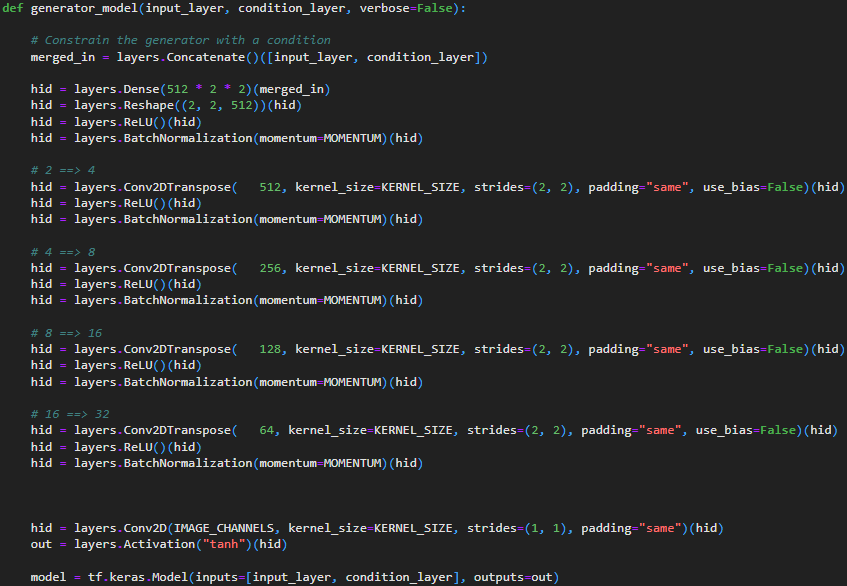 def generator_model(input_layer, condition_layer, verbose=False):
# Constrain the generator with a condition
merged_in = layers.Concatenate()([input_layer, condition_layer])
hid = layers.Dense(512 * 2 * 2)(merged_in)
hid = layers.Reshape((2, 2, 512))(hid)
hid = layers.ReLU()(hid)
hid = layers.BatchNormalization(momentum=MOMENTUM)(hid)
# 2 ==> 4
hid = layers.Conv2DTranspose(   512, kernel_size=KERNEL_SIZE, strides=(2, 2), padding="same", use_bias=False)(hid)
hid = layers.ReLU()(hid)
hid = layers.BatchNormalization(momentum=MOMENTUM)(hid)
# 4 ==> 8
hid = layers.Conv2DTranspose(   256, kernel_size=KERNEL_SIZE, strides=(2, 2), padding="same", use_bias=False)(hid)
hid = layers.ReLU()(hid)
hid = layers.BatchNormalization(momentum=MOMENTUM)(hid)
# 8 ==> 16
hid = layers.Conv2DTranspose(   128, kernel_size=KERNEL_SIZE, strides=(2, 2), padding="same", use_bias=False)(hid)
hid = layers.ReLU()(hid)
hid = layers.BatchNormalization(momentum=MOMENTUM)(hid)
# 16 ==> 32
hid = layers.Conv2DTranspose(   64, kernel_size=KERNEL_SIZE, strides=(2, 2), padding="same", use_bias=False)(hid)
hid = layers.ReLU()(hid)
hid = layers.BatchNormalization(momentum=MOMENTUM)(hid)
hid = layers.Conv2D(IMAGE_CHANNELS, kernel_size=KERNEL_SIZE, strides=(1, 1), padding="same")(hid)
out = layers.Activation("tanh")(hid)
model = tf.keras.Model(inputs=[input_layer, condition_layer], outputs=out)